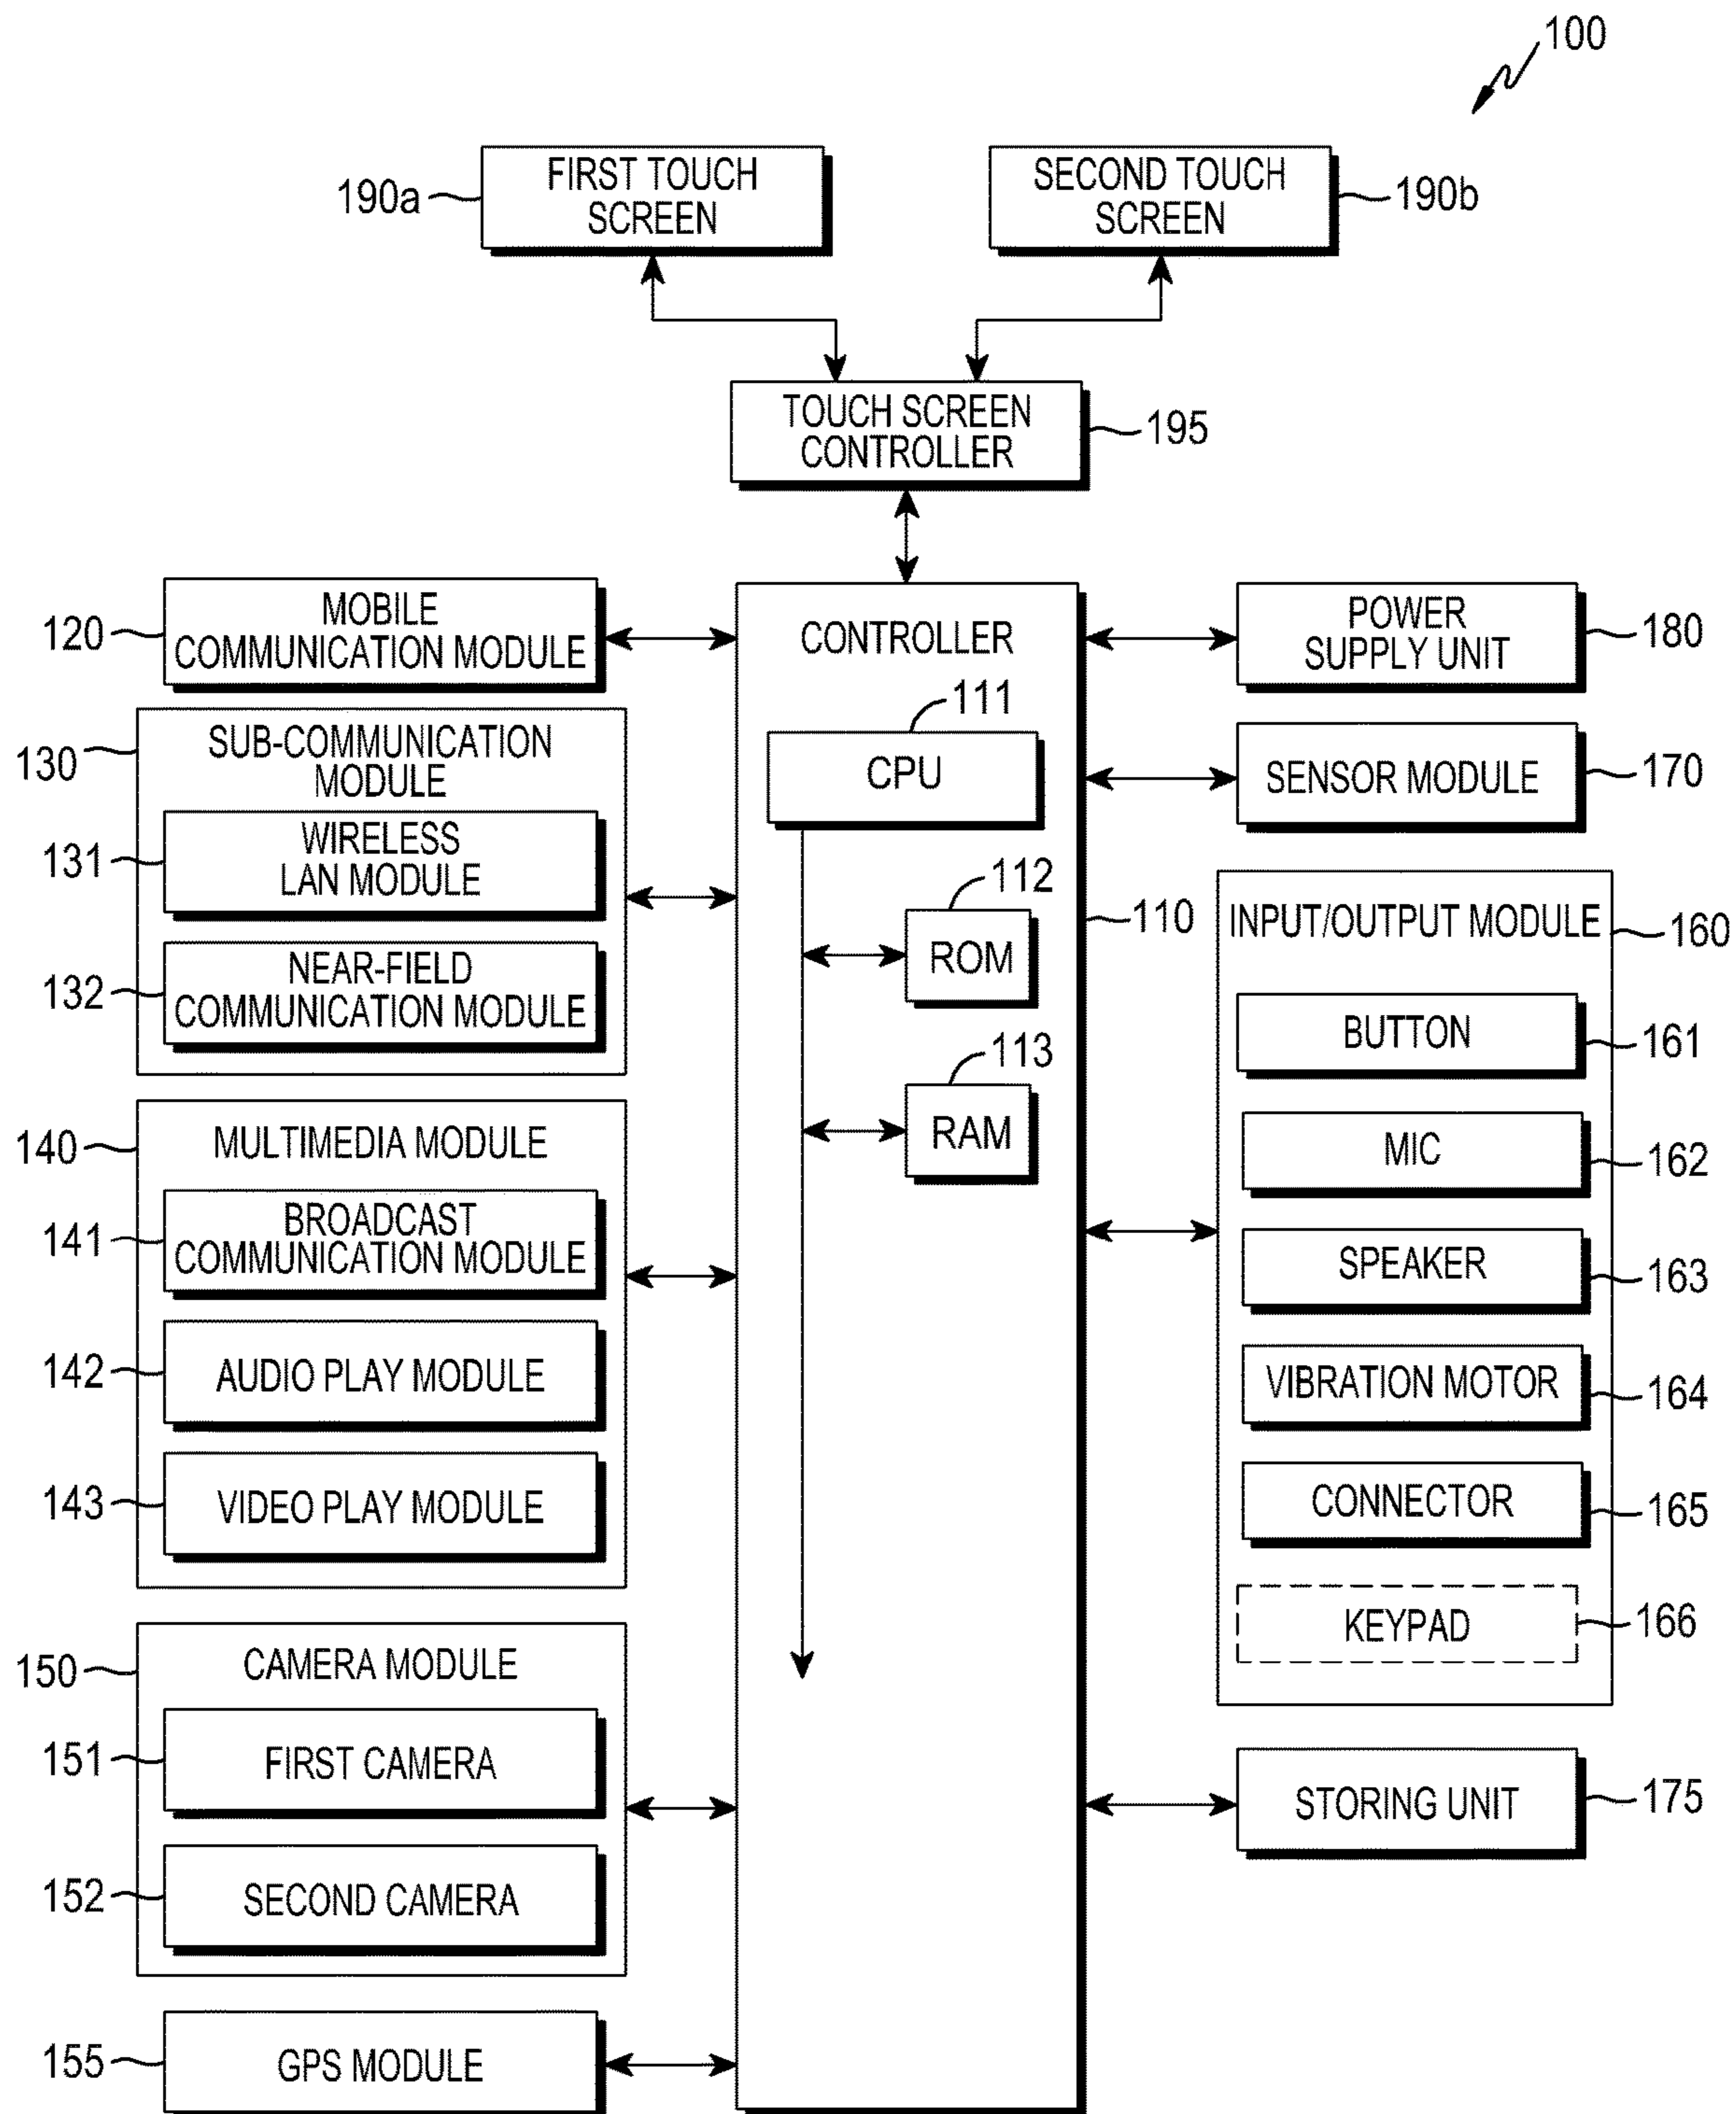 100
FIRST TOUCH
SCREEN
190a
SECOND TOUCH
SCREEN
190b
TOUCH SCREEN
CONTROLLER
195
120
MOBILE
COMMUNICATION MODULE
130
SUB-COMMUNICATION
MODULE
131
WIRELESS
LAN MODULE
132
NEAR-FIELD
COMMUNICATION MODULE
140
MULTIMEDIA MODULE
141
BROADCAST
COMMUNICATION MODULE
142
AUDIO PLAY MODULE
143
VIDEO PLAY MODULE
150
CAMERA MODULE
151
FIRST CAMERA
152
SECOND CAMERA
155
GPS MODULE
CONTROLLER
111
CPU
112
ROM
113
RAM
110
POWER
SUPPLY UNIT
180
SENSOR MODULE
170
INPUT/OUTPUT MODULE
160
BUTTON
161
MIC
162
SPEAKER
163
VIBRATION MOTOR
164
CONNECTOR
165
KEYPAD
166
STORING UNIT
175